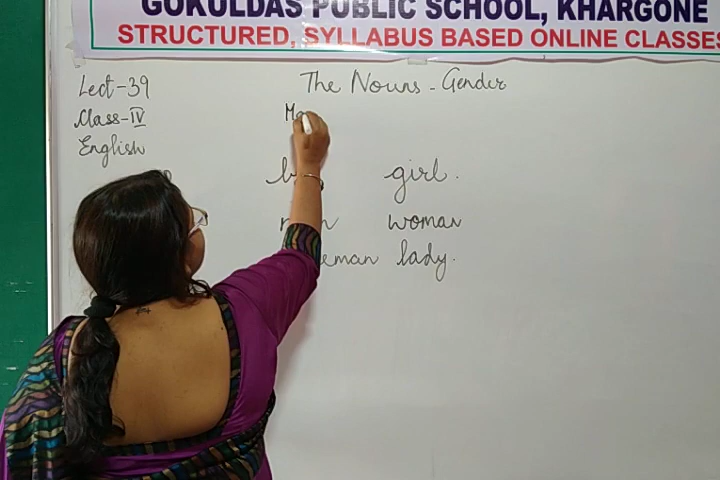 GOKULDAS PUBLIC SCHOOL, KHARGONE
STRUCTURED, SYLLABUS BASED ONLINE CLASSES
Lect-39
The Nouns - Gender
Class-IV
English
girl.
woman
lady.